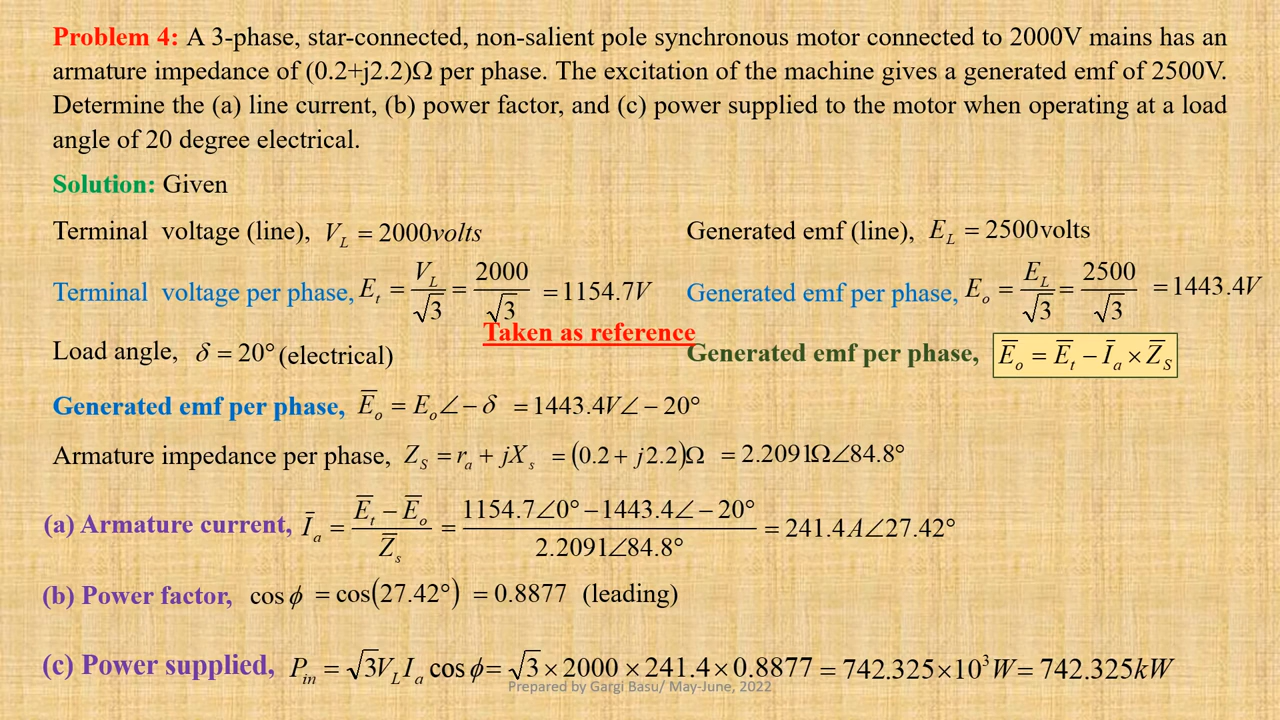 Problem 4: A 3-phase, star-connected, non-salient pole synchronous motor connected to 2000V mains has an
armature impedance of (0.2+j2.2)Ω per phase. The excitation of the machine gives a generated emf of 2500V.
Determine the (a) line current, (b) power factor, and (c) power supplied to the motor when operating at a load
angle of 20 degree electrical.
Solution: Given
Terminal voltage (line), V_L = 2000volts
Generated emf (line), E_L = 2500volts
Terminal voltage per phase, E_t = V_L/√3 = 2000/√3 = 1154.7V
Generated emf per phase, E_o = E_L/√3 = 2500/√3 = 1443.4V
Taken as reference
Load angle, δ = 20° (electrical)
Generated emf per phase, E̅_o = E̅_t − I̅_a × Z̅_S
Generated emf per phase, E̅_o = E_o∠−δ = 1443.4V∠−20°
Armature impedance per phase, Z_S = r_a + jX_s = (0.2 + j2.2)Ω = 2.2091Ω∠84.8°
(a) Armature current, I̅_a = (E̅_t − E̅_o)/Z̅_s = (1154.7∠0° − 1443.4∠−20°)/(2.2091∠84.8°) = 241.4A∠27.42°
(b) Power factor, cosϕ = cos(27.42°) = 0.8877 (leading)
(c) Power supplied, P_in = √3V_L I_a cosϕ = √3 × 2000 × 241.4 × 0.8877 = 742.325×10³W = 742.325kW
Prepared by Gargi Basu/ May-June, 2022